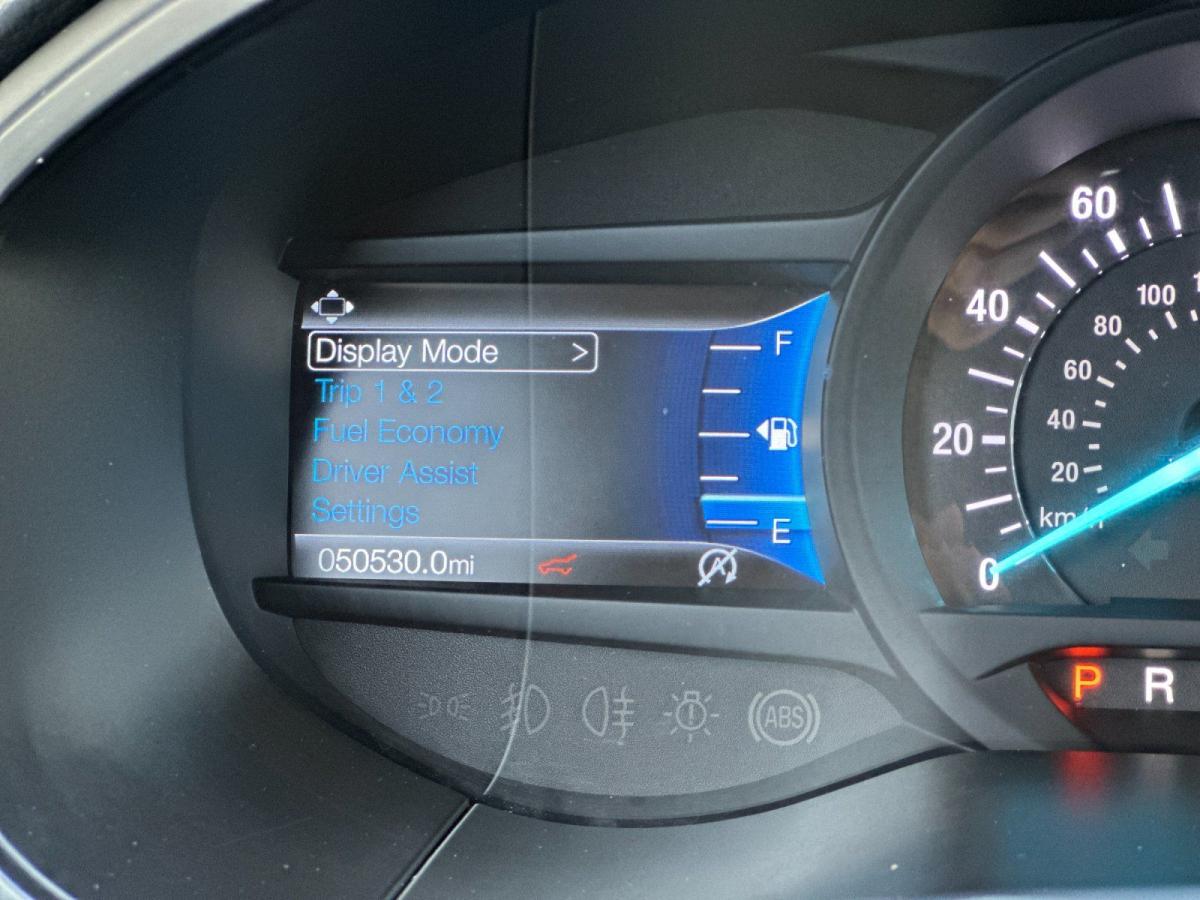 Display Mode >
Trip 1 & 2
Fuel Economy
Driver Assist
Settings
050530.0mi
F
E
A
60
40
20
0
100
80
60
40
20
km/h
P R
ABS